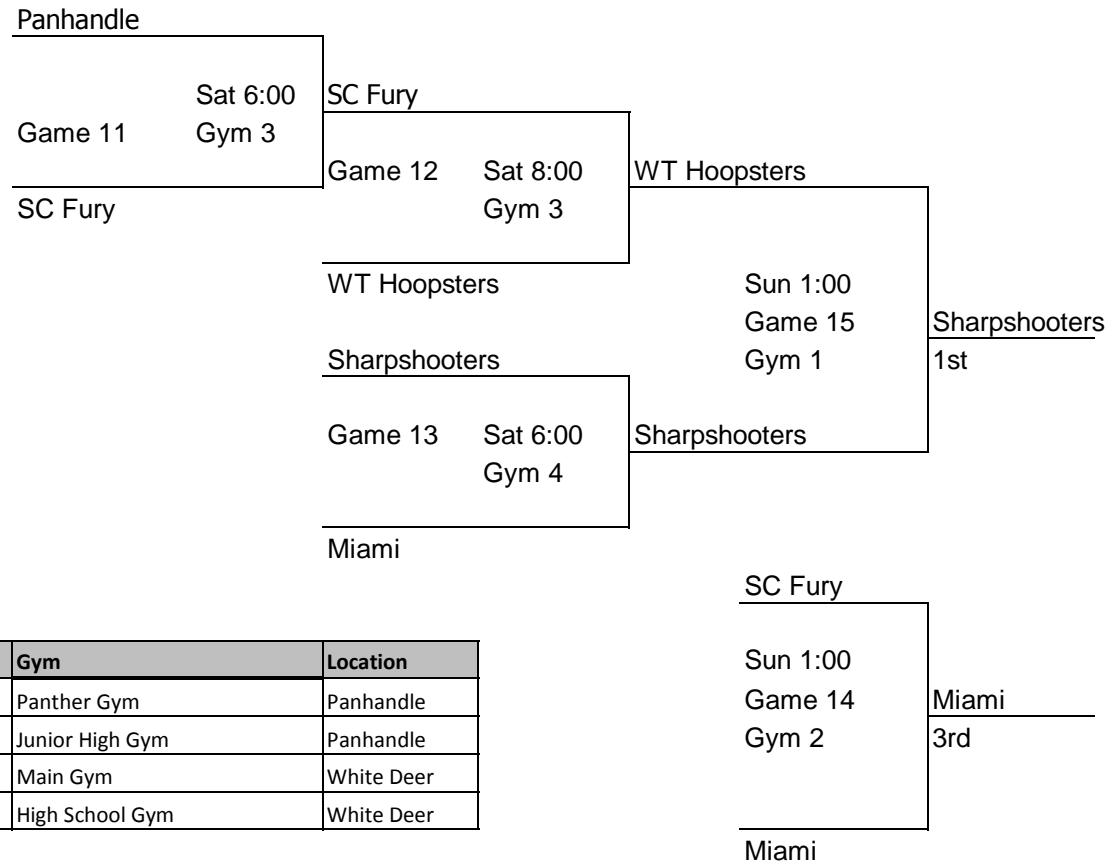 Panhandle
Sat 6:00 SC Fury
Game 11 Gym 3
Game 12 Sat 8:00 WT Hoopsters
SC Fury Gym 3
WT Hoopsters Sun 1:00
Game 15 Sharpshooters
Sharpshooters Gym 1 1st
Game 13 Sat 6:00 Sharpshooters
Gym 4
Miami
SC Fury
Gym Location
Sun 1:00
Panther Gym Panhandle
Game 14 Miami
Junior High Gym Panhandle
Gym 2 3rd
Main Gym White Deer
High School Gym White Deer
Miami